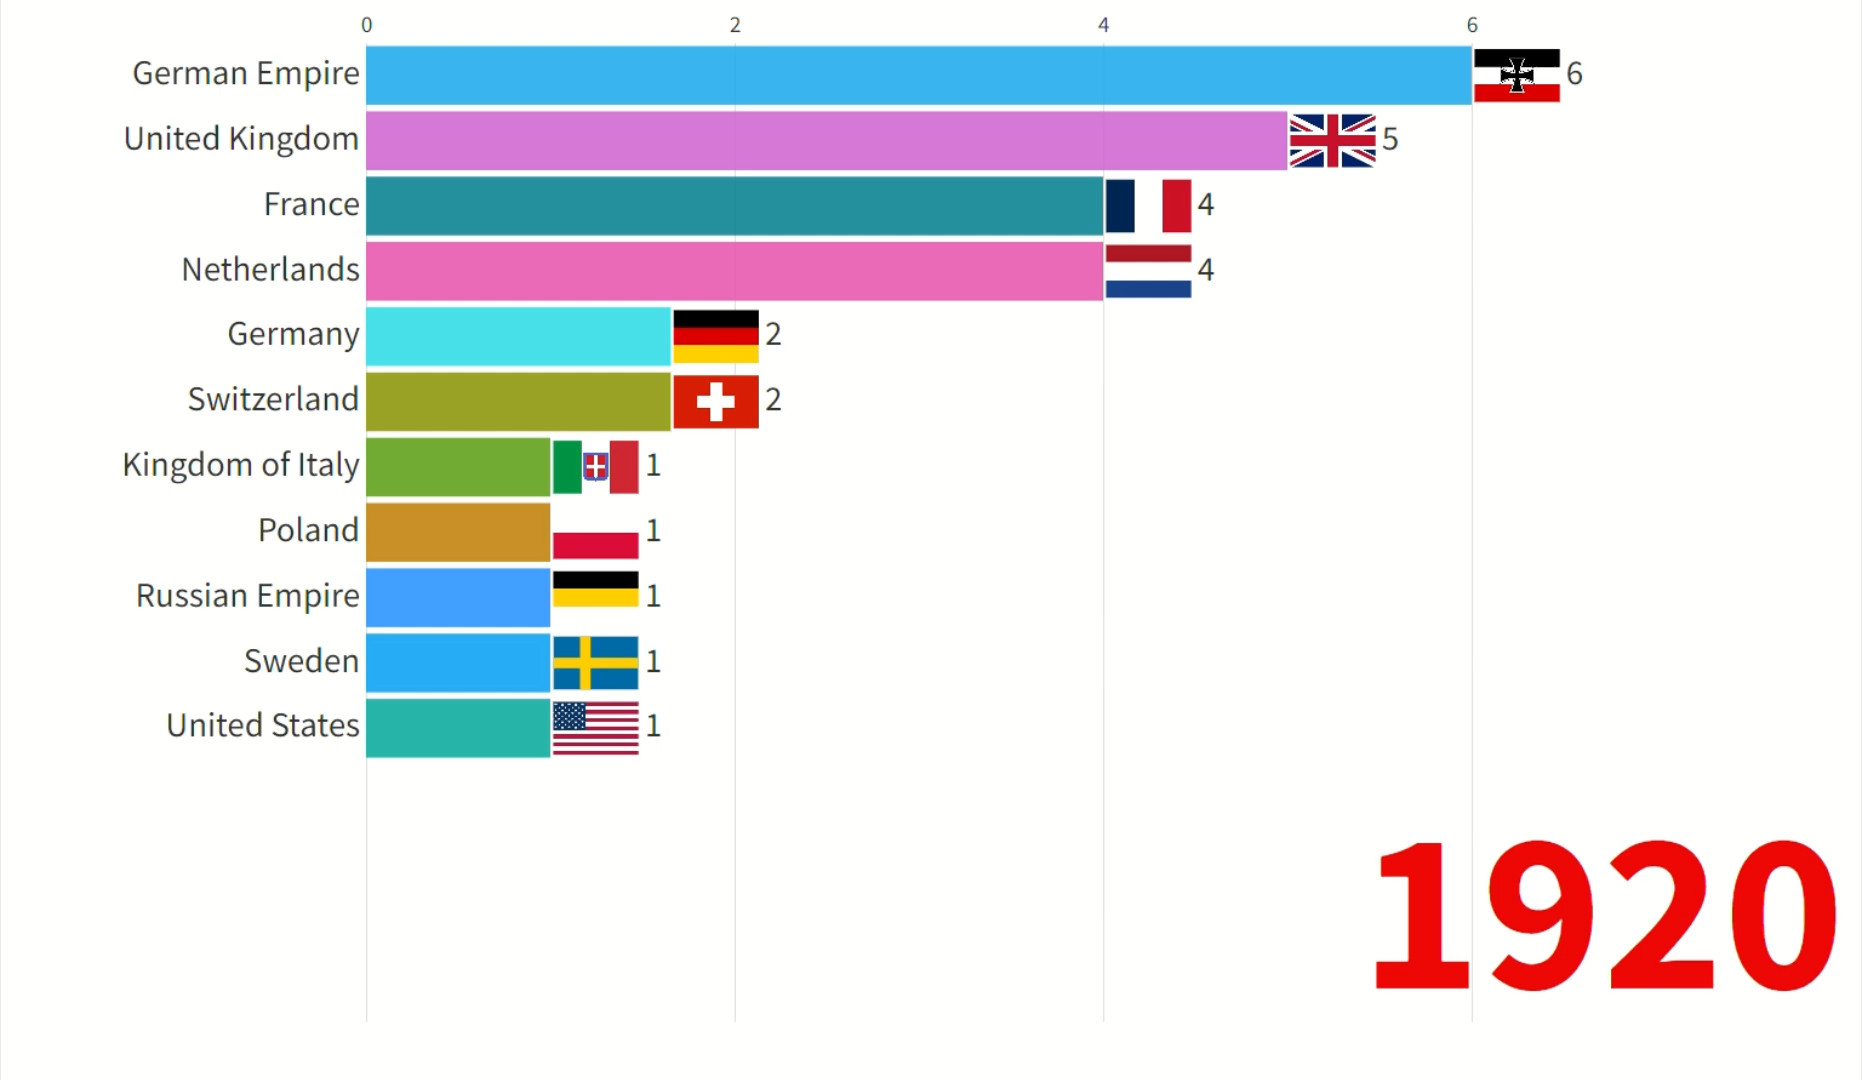 0 2 4 6
German Empire 6
United Kingdom 5
France 4
Netherlands 4
Germany 2
Switzerland 2
Kingdom of Italy 1
Poland 1
Russian Empire 1
Sweden 1
United States 1
1920